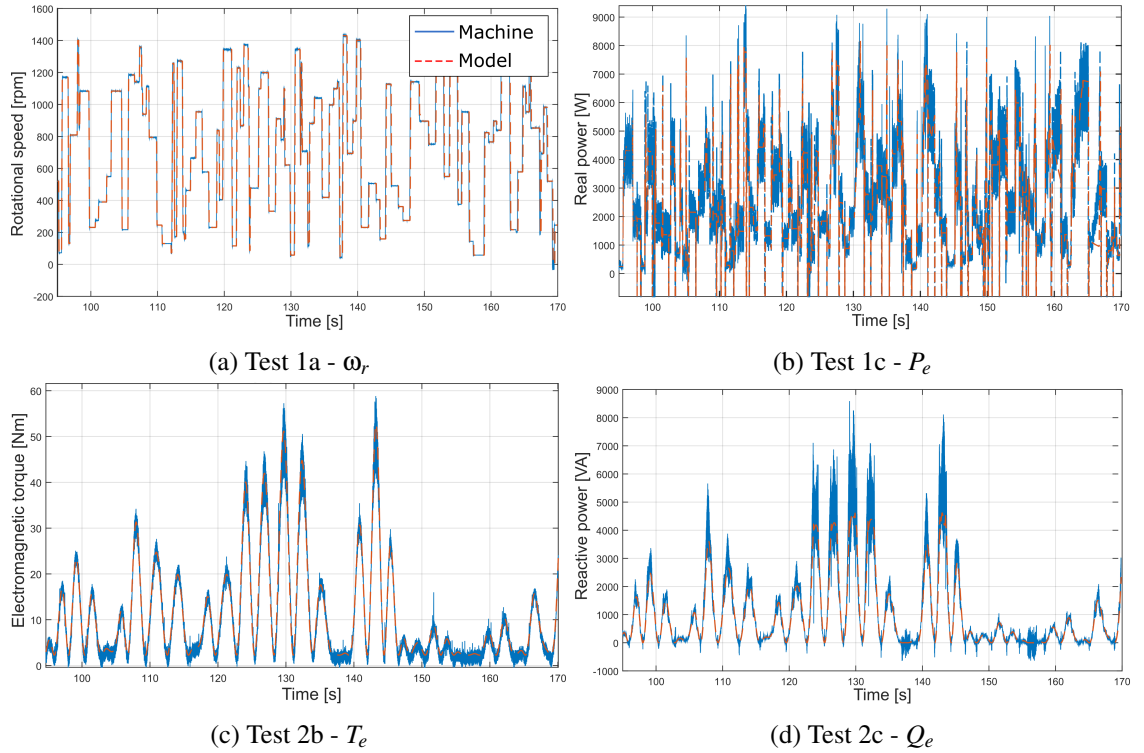 1600
1400
1200
1000
800
600
400
200
0
-200
Rotational speed [rpm]
Machine
Model
100 110 120 130 140 150 160 170
Time [s]
(a) Test 1a - ωr
9000
8000
7000
6000
5000
4000
3000
2000
1000
0
Real power [W]
100 110 120 130 140 150 160 170
Time [s]
(b) Test 1c - Pe
60
50
40
30
20
10
0
Electromagnetic torque [Nm]
100 110 120 130 140 150 160 170
Time [s]
(c) Test 2b - Te
9000
8000
7000
6000
5000
4000
3000
2000
1000
0
-1000
Reactive power [VA]
100 110 120 130 140 150 160 170
Time [s]
(d) Test 2c - Qe